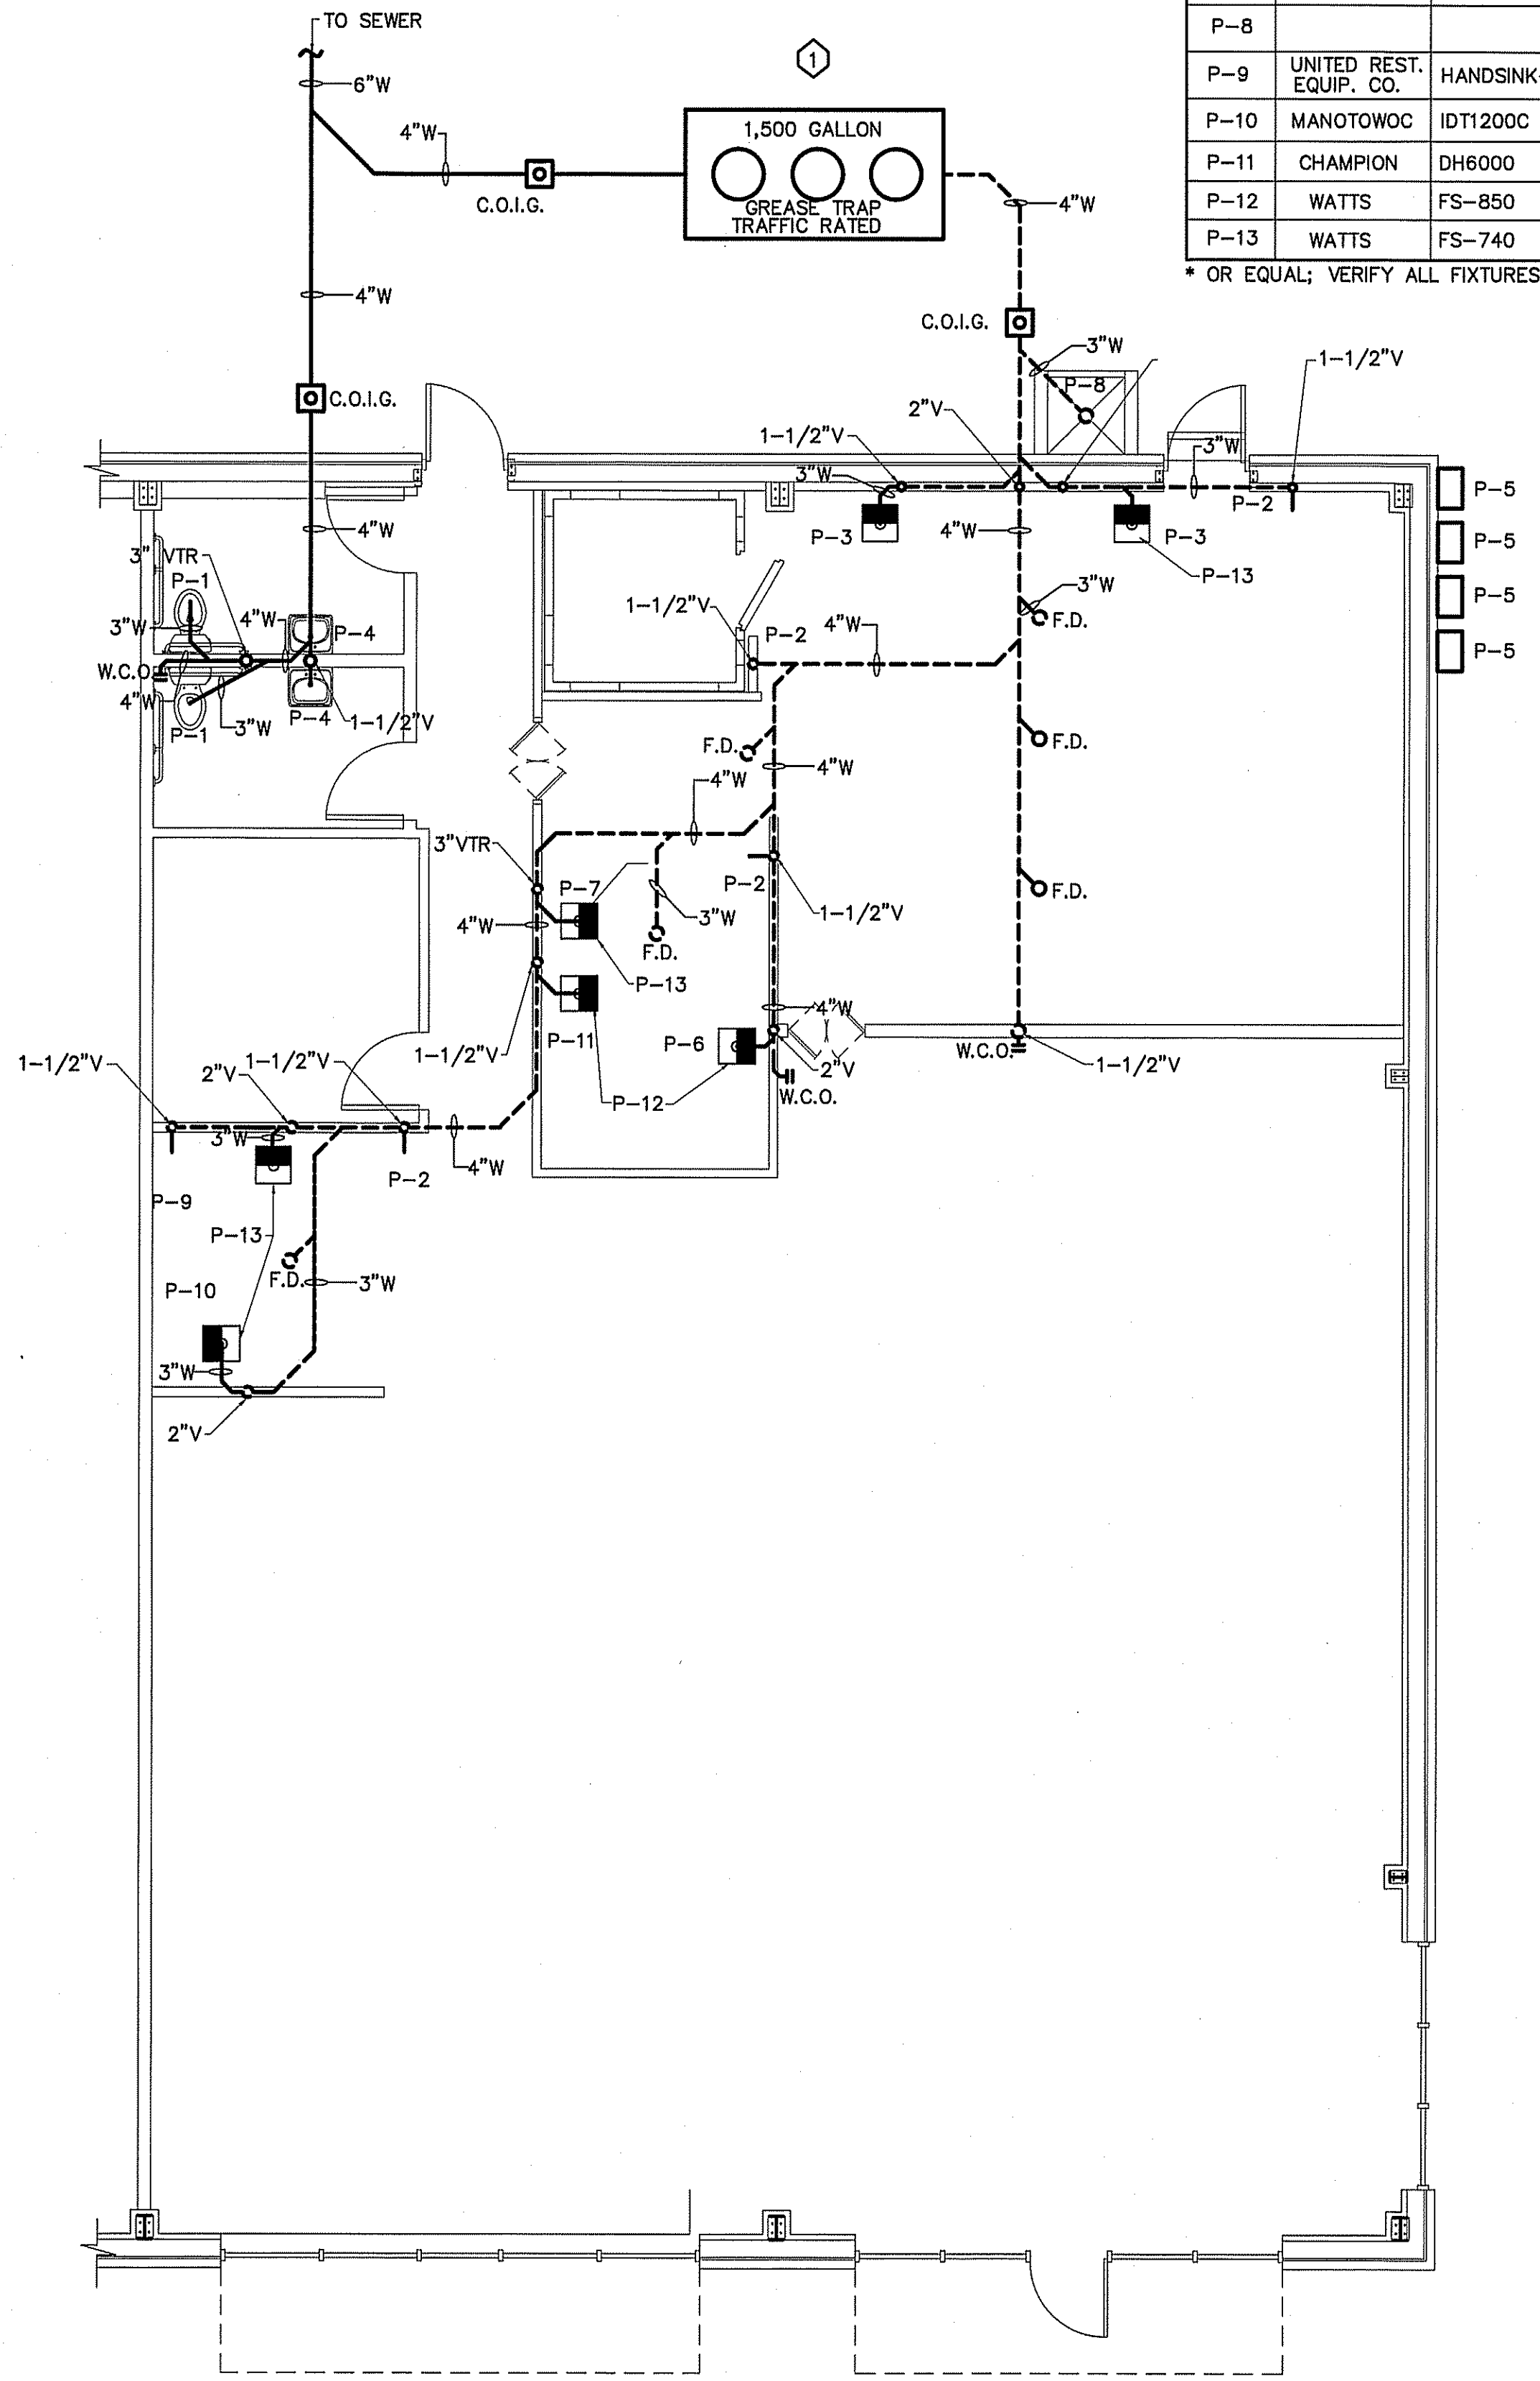 TO SEWER
1
6"W
4"W
C.O.I.G.
1,500 GALLON
GREASE TRAP
TRAFFIC RATED
4"W
P-8
P-9 UNITED REST. EQUIP. CO. HANDSINK
P-10 MANOTOWOC IDT1200C
P-11 CHAMPION DH6000
P-12 WATTS FS-850
P-13 WATTS FS-740
* OR EQUAL; VERIFY ALL FIXTURES
4"W
C.O.I.G.
C.O.I.G.
3"W
P-8
1-1/2"V
2"V
1-1/2"V
3"W
3"W
P-2
P-5
P-3
4"W
P-3
P-5
P-13
4"W
3" VTR
P-1
3"W
4"W
P-4
W.C.O.
4"W
P-1
3"W
P-4
1-1/2"V
1-1/2"V
P-2
4"W
3"W
F.D.
P-5
P-5
F.D.
4"W
F.D.
4"W
3"VTR
P-7
4"W
3"W
F.D.
P-2
1-1/2"V
F.D.
P-13
1-1/2"V
P-11
P-6
4"W
2"V
W.C.O.
W.C.O.
1-1/2"V
P-12
1-1/2"V
2"V
1-1/2"V
3"W
4"W
P-2
P-9
P-13
F.D.
3"W
P-10
3"W
2"V